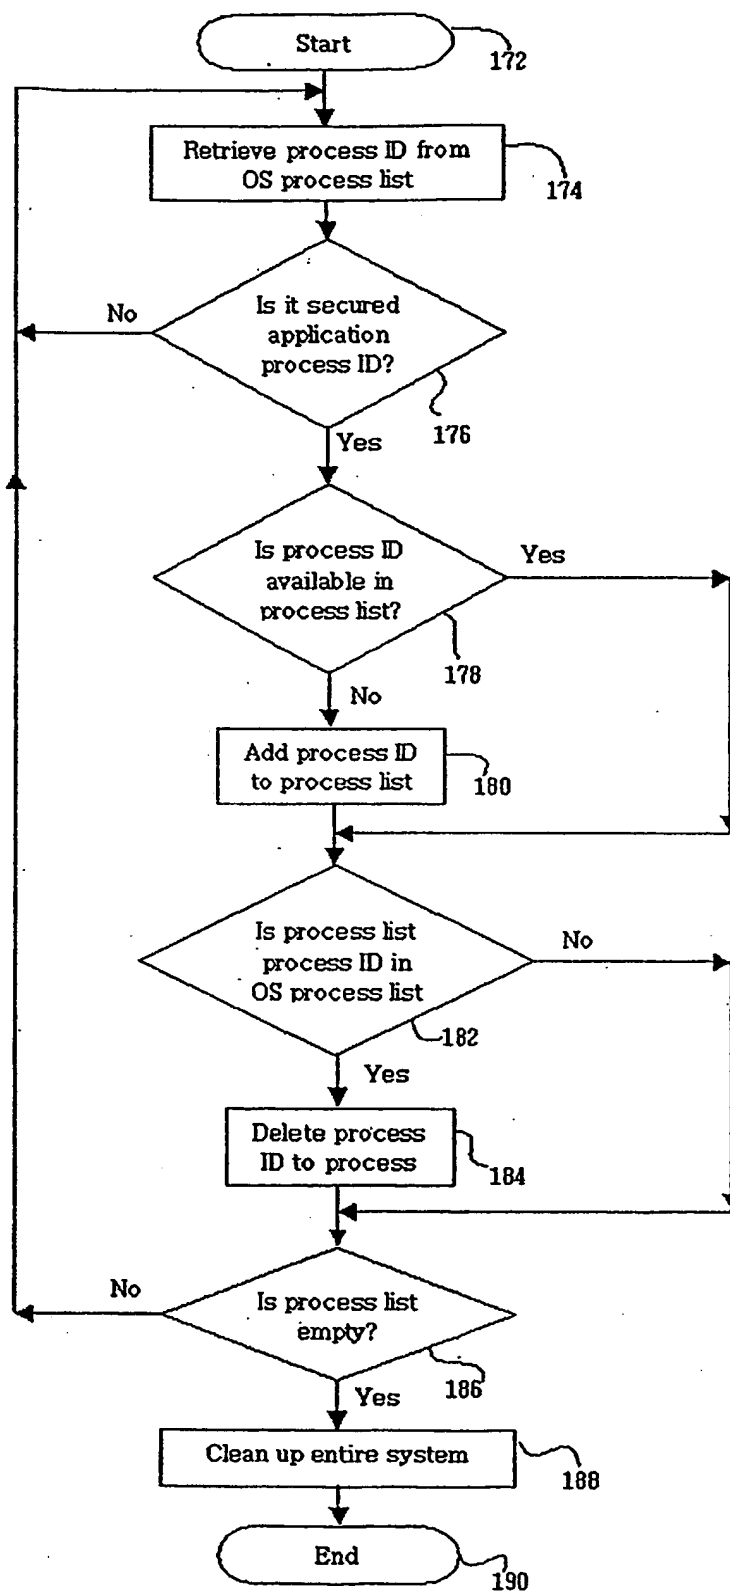 Start
172
Retrieve process ID from
OS process list
174
Is it secured
application
process ID?
No
176
Yes
Is process ID
available in
process list?
Yes
178
No
Add process ID
to process list
180
Is process list
process ID in
OS process list
No
182
Yes
Delete process
ID to process
184
No
Is process list
empty?
186
Yes
Clean up entire system
188
End
190